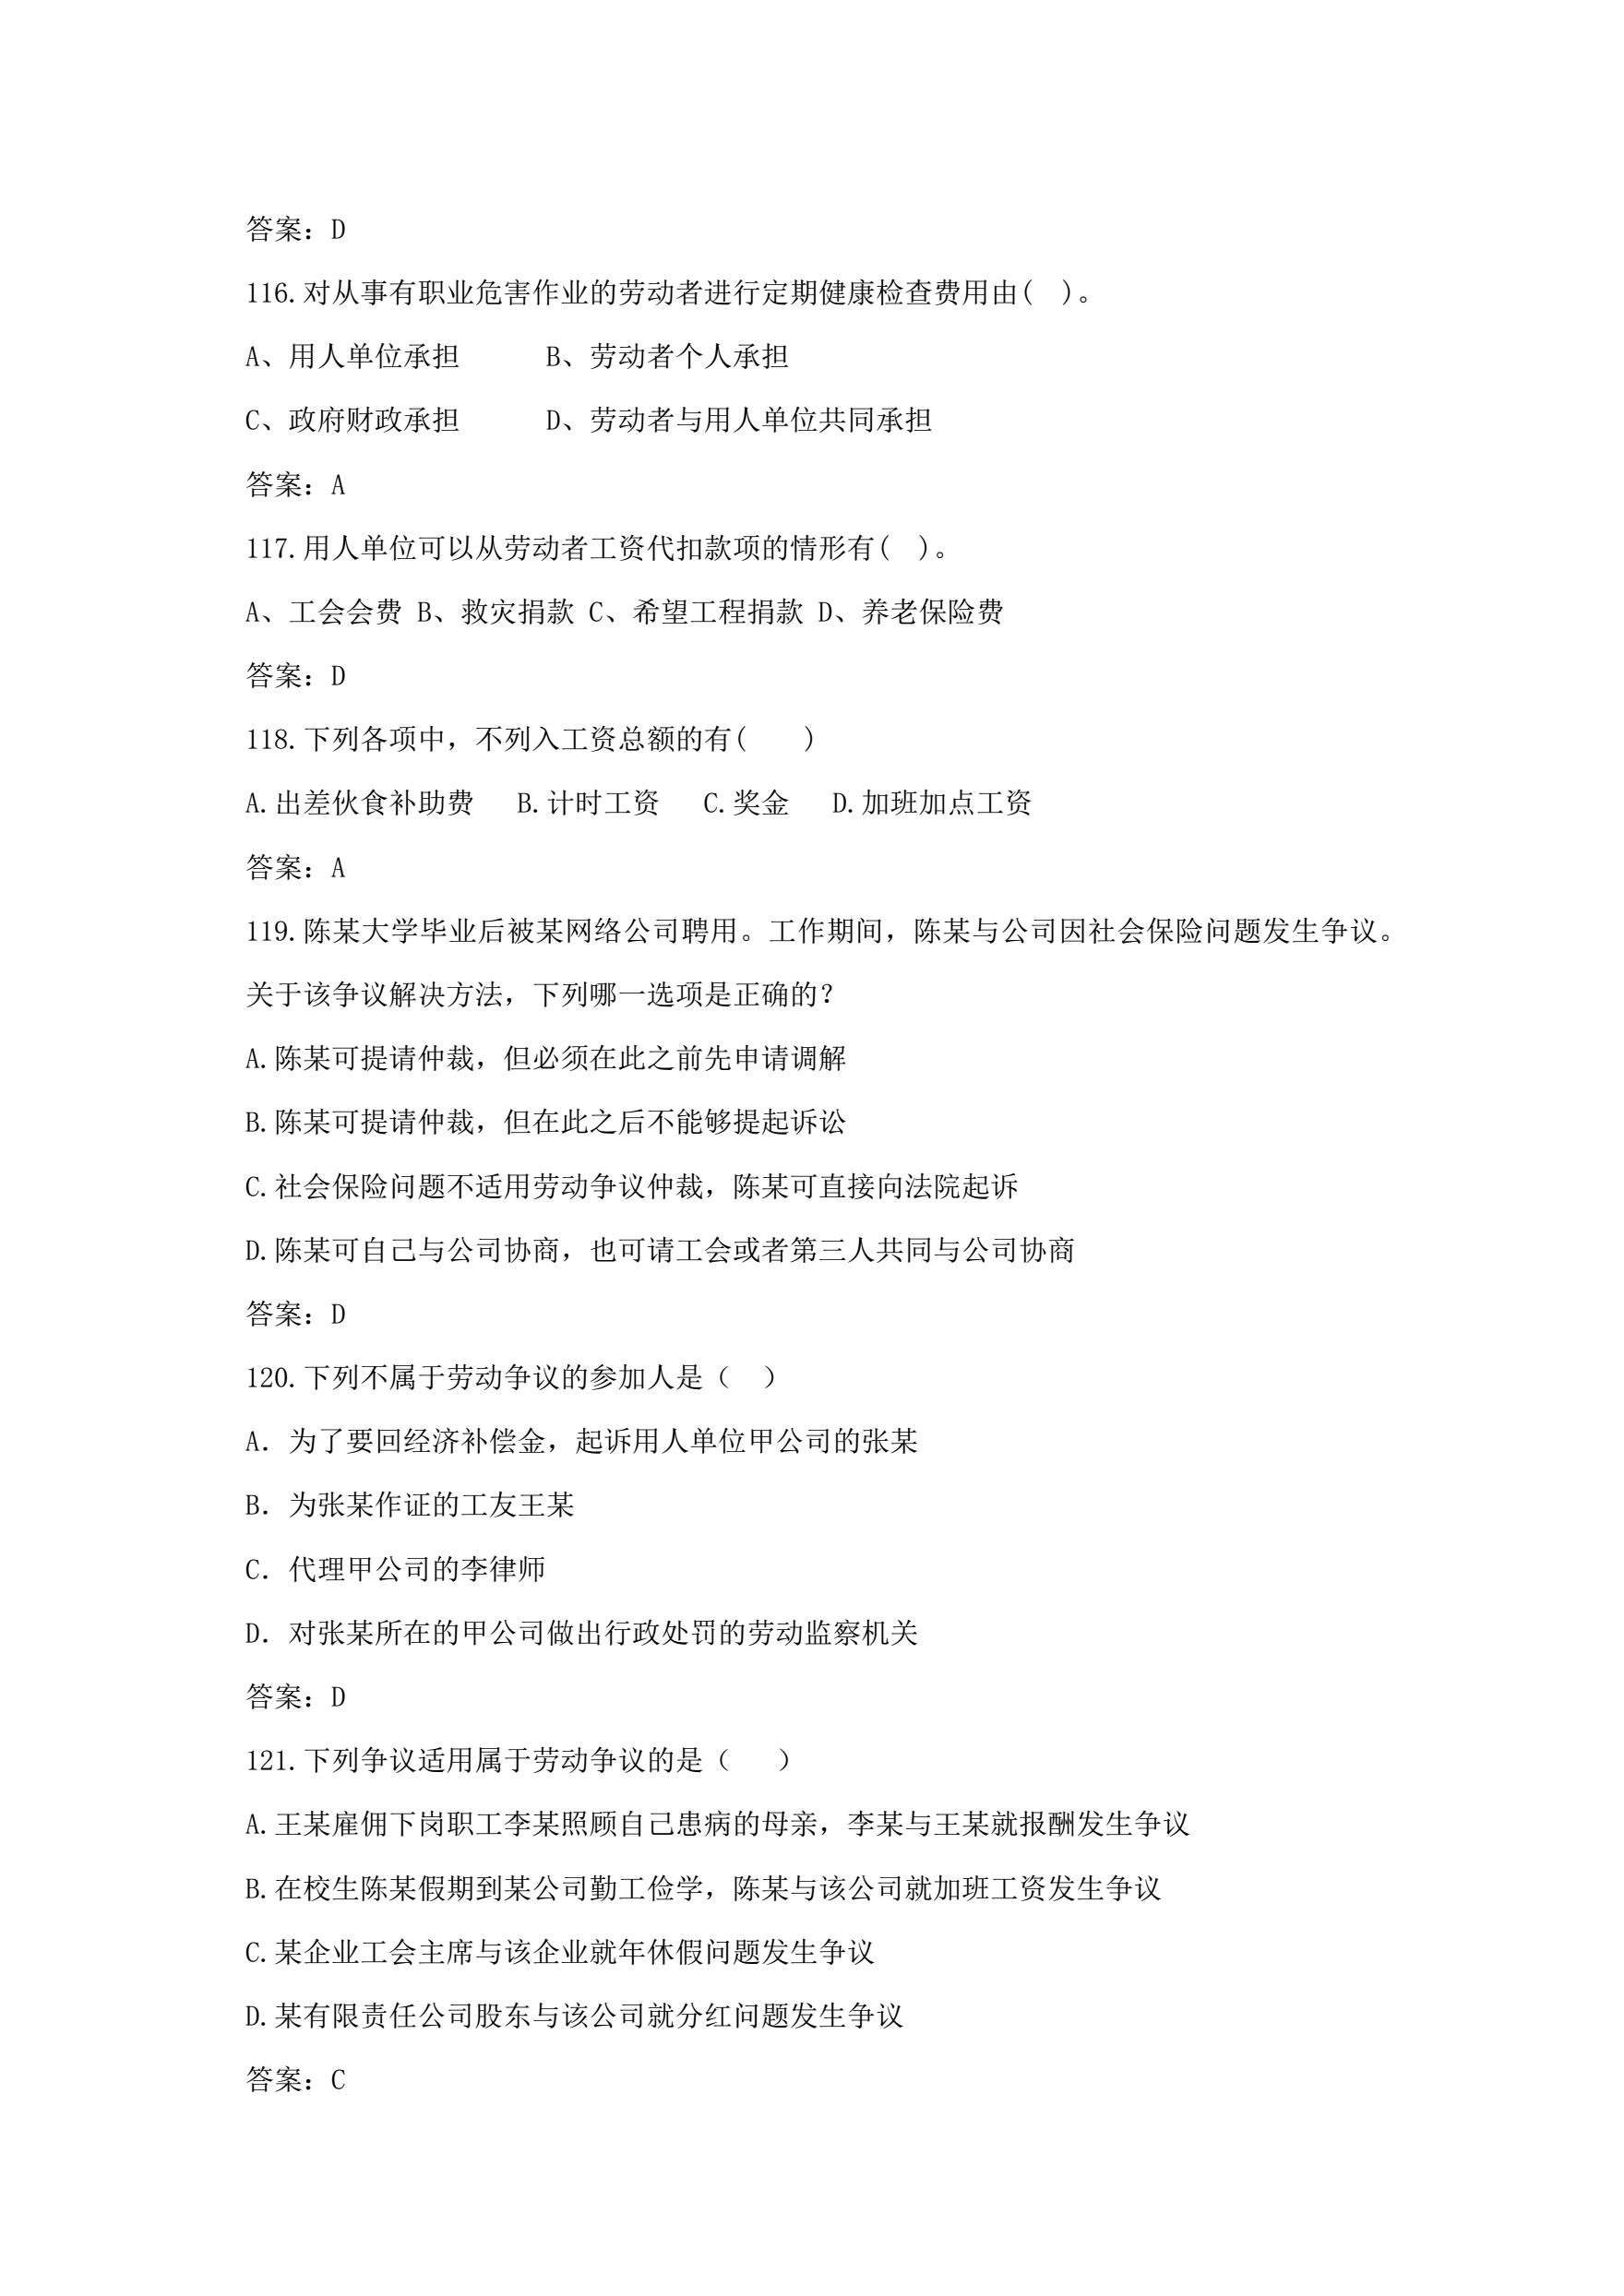 答案：D
116.对从事有职业危害作业的劳动者进行定期健康检查费用由(  )。
A、用人单位承担      B、劳动者个人承担
C、政府财政承担      D、劳动者与用人单位共同承担
答案：A
117.用人单位可以从劳动者工资代扣款项的情形有(  )。
A、工会会费 B、救灾捐款 C、希望工程捐款 D、养老保险费
答案：D
118.下列各项中，不列入工资总额的有(    )
A.出差伙食补助费   B.计时工资   C.奖金   D.加班加点工资
答案：A
119.陈某大学毕业后被某网络公司聘用。工作期间，陈某与公司因社会保险问题发生争议。
关于该争议解决方法，下列哪一选项是正确的？
A.陈某可提请仲裁，但必须在此之前先申请调解
B.陈某可提请仲裁，但在此之后不能够提起诉讼
C.社会保险问题不适用劳动争议仲裁，陈某可直接向法院起诉
D.陈某可自己与公司协商，也可请工会或者第三人共同与公司协商
答案：D
120.下列不属于劳动争议的参加人是（  ）
A．为了要回经济补偿金，起诉用人单位甲公司的张某
B．为张某作证的工友王某
C．代理甲公司的李律师
D．对张某所在的甲公司做出行政处罚的劳动监察机关
答案：D
121.下列争议适用属于劳动争议的是（   ）
A.王某雇佣下岗职工李某照顾自己患病的母亲，李某与王某就报酬发生争议
B.在校生陈某假期到某公司勤工俭学，陈某与该公司就加班工资发生争议
C.某企业工会主席与该企业就年休假问题发生争议
D.某有限责任公司股东与该公司就分红问题发生争议
答案：C